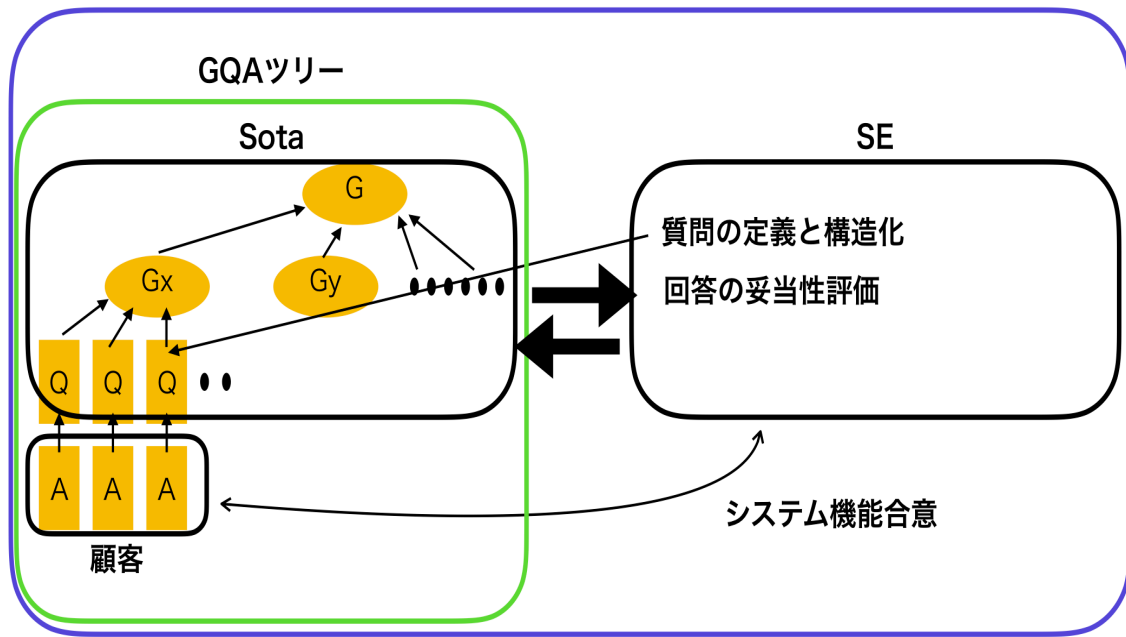 GQAツリー
Sota
SE
G
質問の定義と構造化
Gx
Gy
回答の妥当性評価
Q
Q
Q
A
A
A
システム機能合意
顧客